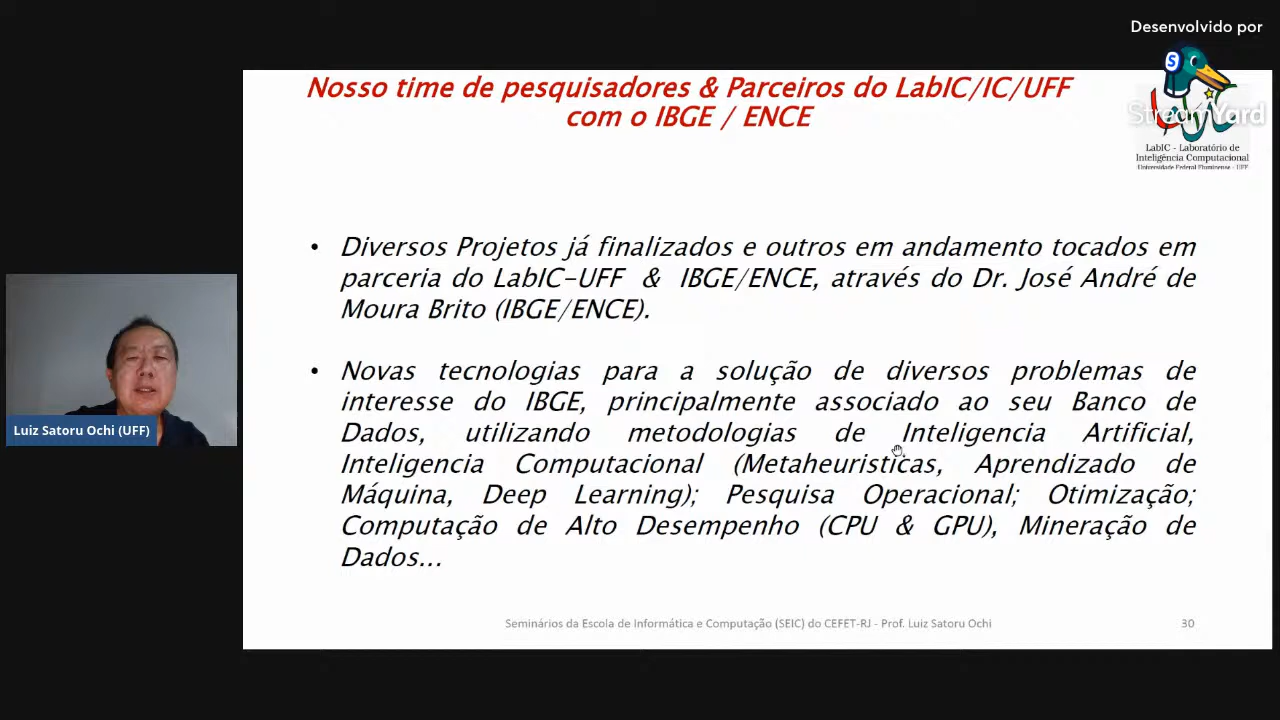 Desenvolvido por
StreamYard
Nosso time de pesquisadores & Parceiros do LabIC/IC/UFF
com o IBGE / ENCE
LabIC - Laboratório de
Inteligência Computacional
Universidade Federal Fluminense - UFF
• Diversos Projetos já finalizados e outros em andamento tocados em
parceria do LabIC-UFF & IBGE/ENCE, através do Dr. José André de
Moura Brito (IBGE/ENCE).
• Novas tecnologias para a solução de diversos problemas de
interesse do IBGE, principalmente associado ao seu Banco de
Dados, utilizando metodologias de Inteligencia Artificial,
Inteligencia Computacional (Metaheuristicas, Aprendizado de
Máquina, Deep Learning); Pesquisa Operacional; Otimização;
Computação de Alto Desempenho (CPU & GPU), Mineração de
Dados...
Luiz Satoru Ochi (UFF)
Seminários da Escola de Informática e Computação (SEIC) do CEFET-RJ - Prof. Luiz Satoru Ochi
30